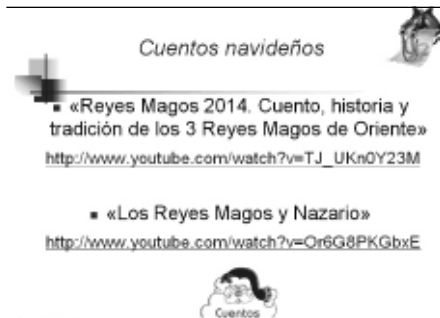 Cuentos navideños
▪ «Reyes Magos 2014. Cuento, historia y
tradición de los 3 Reyes Magos de Oriente»
http://www.youtube.com/watch?v=TJ_UKn0Y23M
▪ «Los Reyes Magos y Nazario»
http://www.youtube.com/watch?v=Or6G8PKGbxE
Cuentos